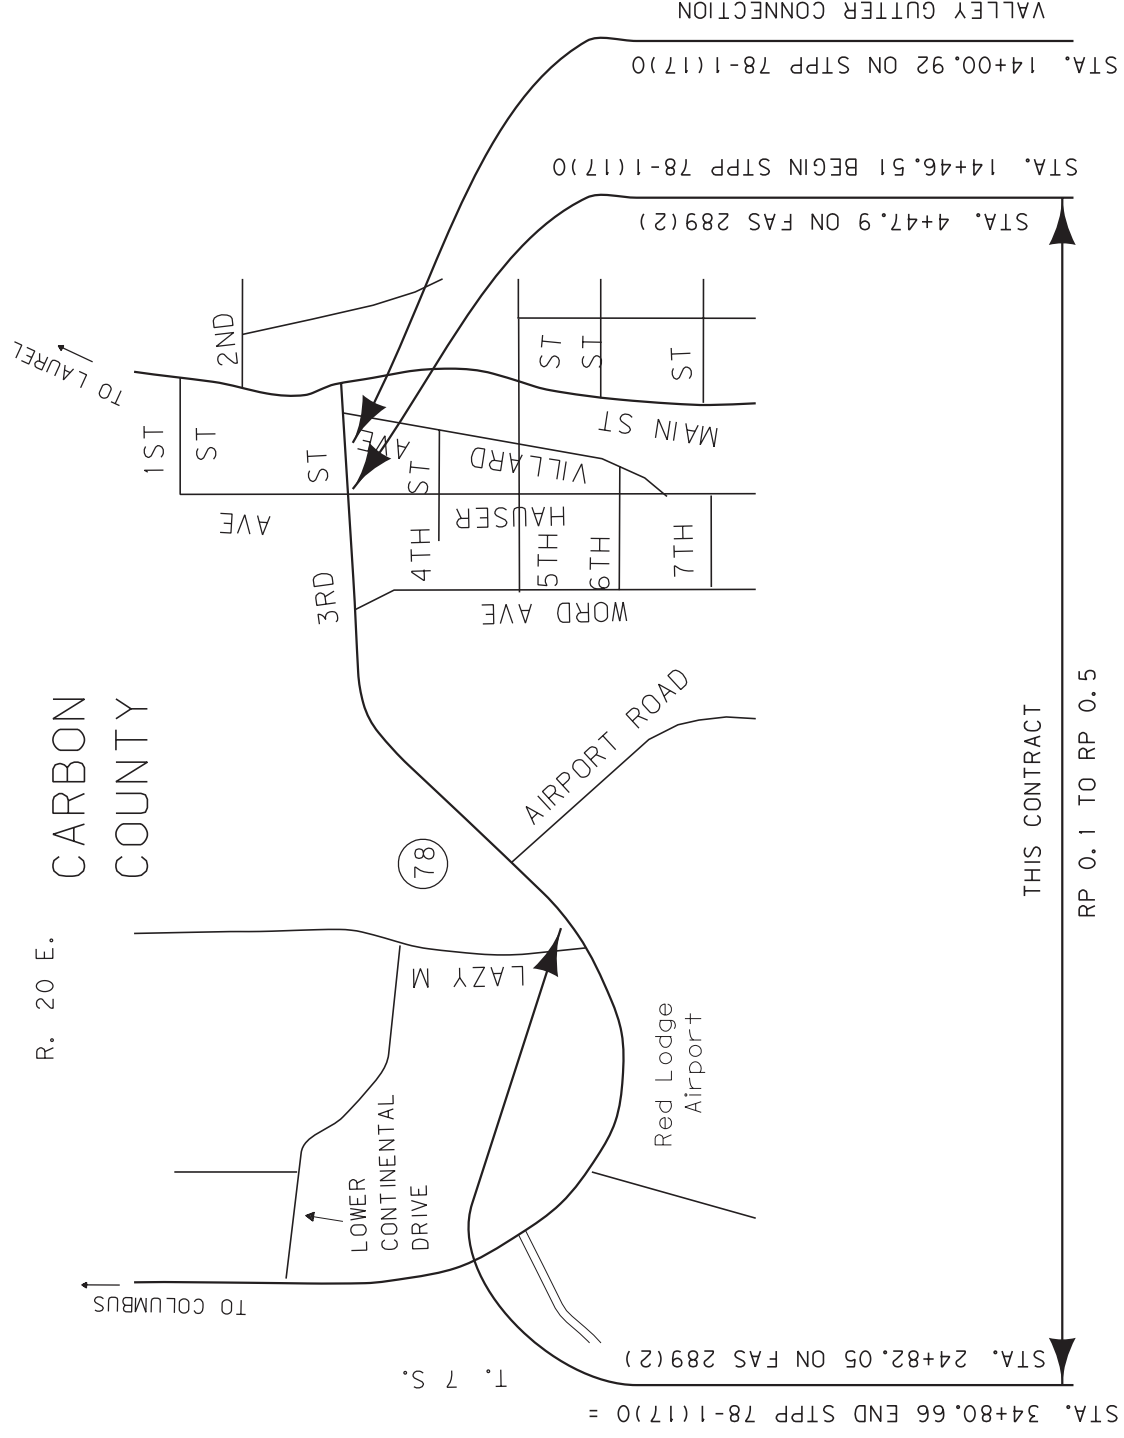 VALLEY GUTTER CONNECTION
STA. 14+00.92 ON STPP 78-1(17)0
STA. 14+46.51 BEGIN STPP 78-1(17)0
STA. 4+47.9 ON FAS 289(2)
TO LAUREL
2ND
ST
ST
ST
1ST
ST
ST
AVE
ST
VILLARD
MAIN ST
AVE
HAUSER
4TH
5TH
6TH
7TH
3RD
WORD AVE
CARBON
COUNTY
AIRPORT ROAD
78
R. 20 E.
LAZY M
THIS CONTRACT
RP 0.1 TO RP 0.5
Red Lodge
Airport
LOWER
CONTINENTAL
DRIVE
TO COLUMBUS
T. 7 S.
STA. 24+82.05 ON FAS 289(2)
STA. 34+80.66 END STPP 78-1(17)0 =